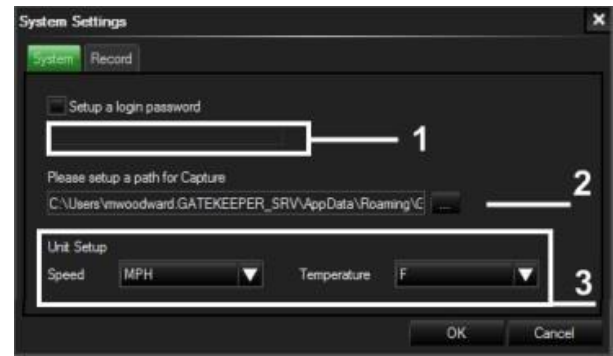 System Settings
System Record
Setup a login password
1
Please setup a path for Capture
2
C:\Users\mwoodward.GATEKEEPER_SRV\AppData\Roaming\C ...
Unit Setup
Speed MPH Temperature F
3
OK Cancel